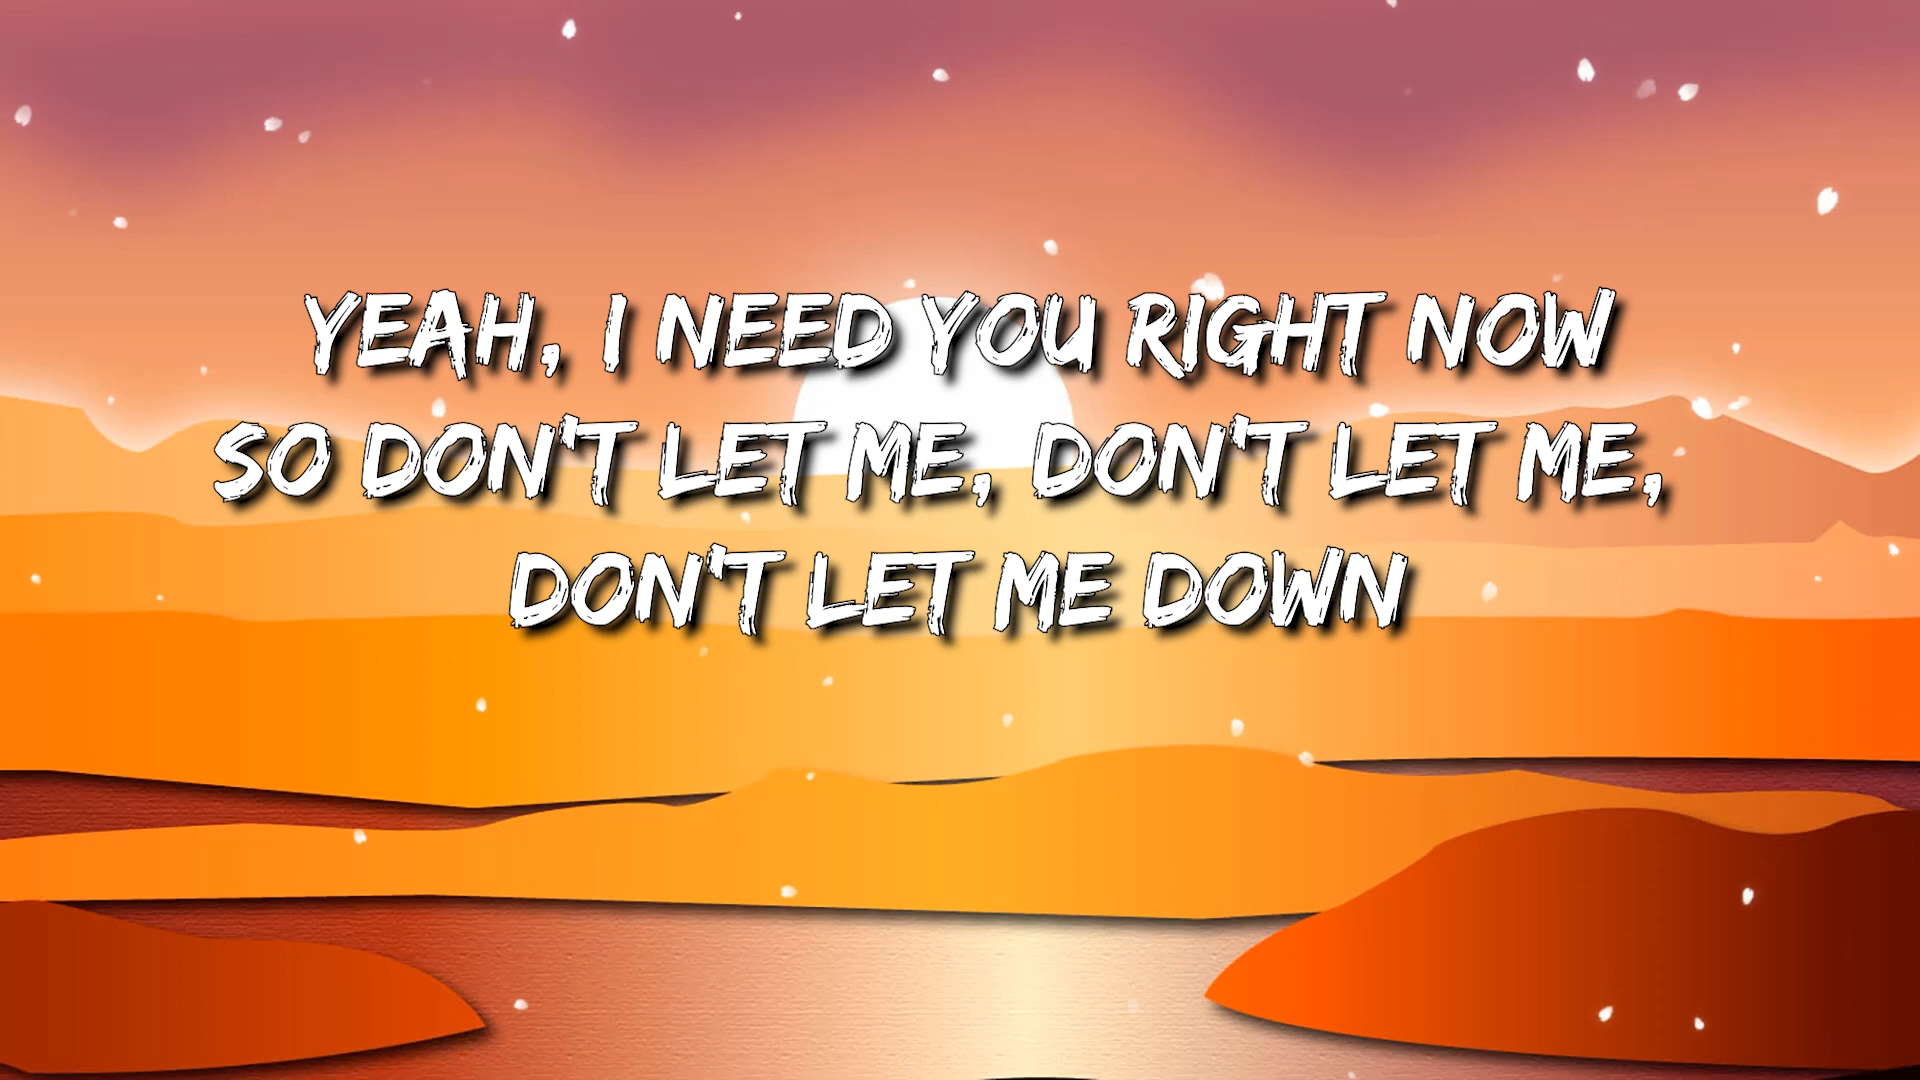 YEAH, I NEED YOU RIGHT NOW
SO DON'T LET ME, DON'T LET ME,
DON'T LET ME DOWN